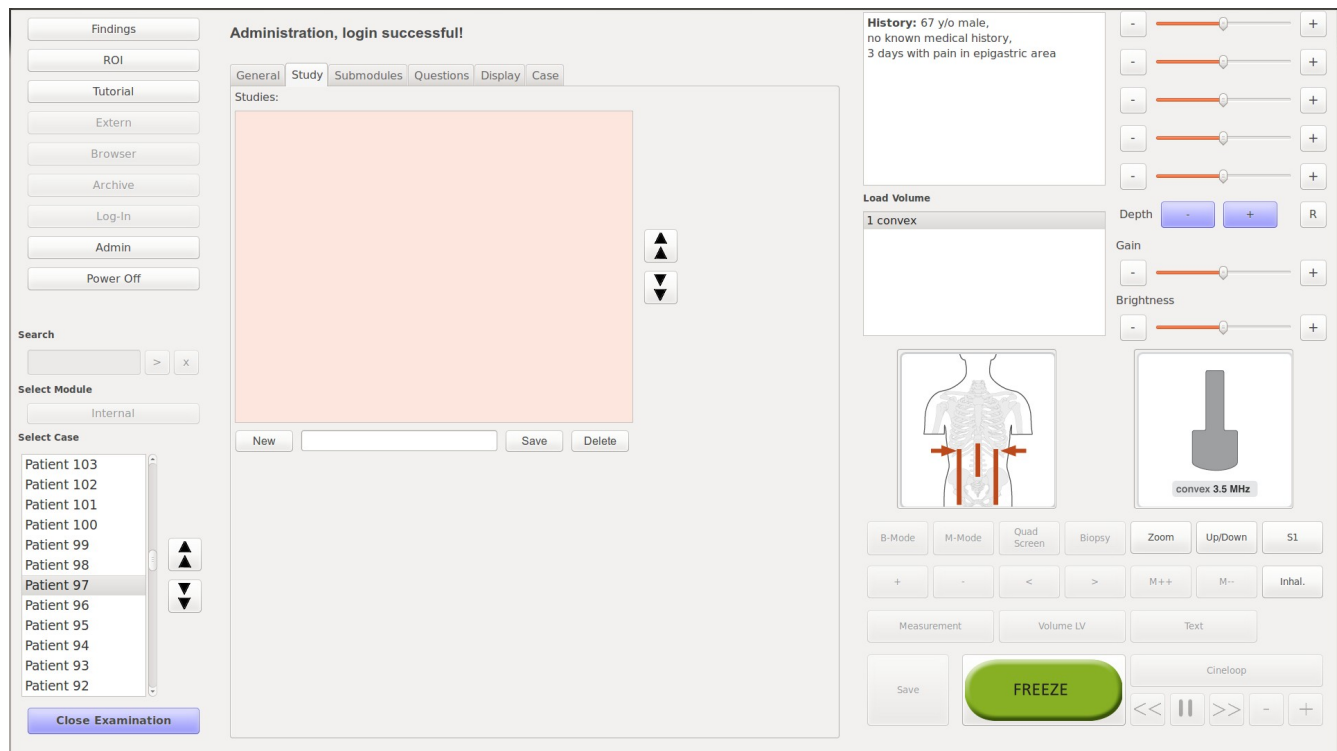 Findings
ROI
Tutorial
Extern
Browser
Archive
Log-In
Admin
Power Off
Search
> x
Select Module
Internal
Select Case
Patient 103
Patient 102
Patient 101
Patient 100
Patient 99
Patient 98
Patient 97
Patient 96
Patient 95
Patient 94
Patient 93
Patient 92
Close Examination
Administration, login successful!
General Study Submodules Questions Display Case
Studies:
New Save Delete
History: 67 y/o male,
no known medical history,
3 days with pain in epigastric area
Load Volume
1 convex
- +
- +
- +
- +
- +
Depth - + R
Gain
- +
Brightness
- +
convex 3.5 MHz
B-Mode M-Mode Quad Screen Biopsy Zoom Up/Down S1
+ - < > M++ M-- Inhal.
Measurement Volume LV Text
Save FREEZE Cineloop
<< || >> - +